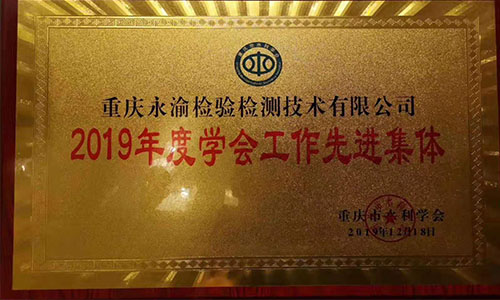 重庆永渝检验检测技术有限公司
2019年度学会工作先进集体
重庆市水利学会
2019年12月18日